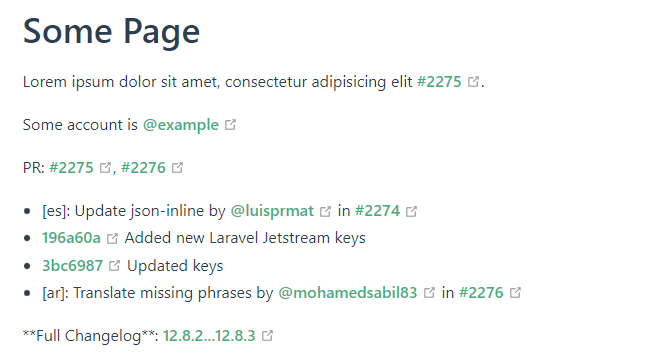 Some Page
Lorem ipsum dolor sit amet, consectetur adipisicing elit #2275.
Some account is @example
PR: #2275, #2276
• [es]: Update json-inline by @luisprmat in #2274
• 196a60a Added new Laravel Jetstream keys
• 3bc6987 Updated keys
• [ar]: Translate missing phrases by @mohamedsabil83 in #2276
**Full Changelog**: 12.8.2...12.8.3